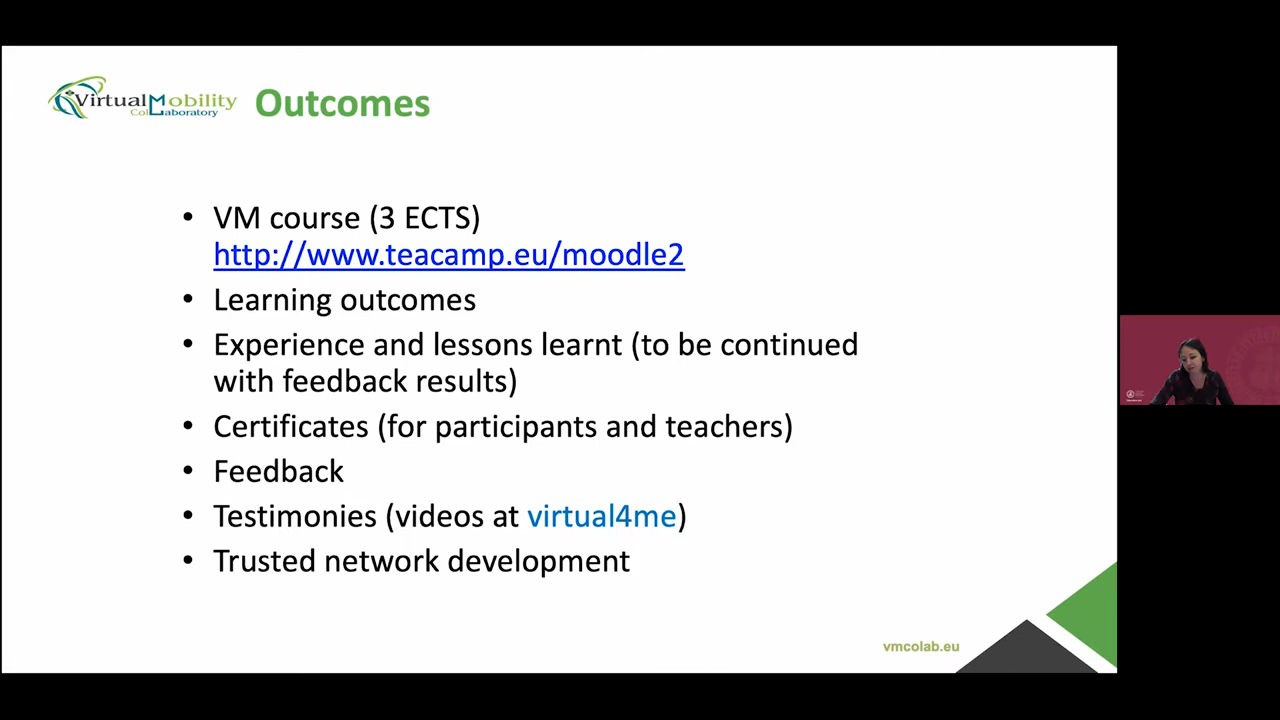 VirtualMobility
ColLaboratory
Outcomes
• VM course (3 ECTS)
http://www.teacamp.eu/moodle2
• Learning outcomes
• Experience and lessons learnt (to be continued
with feedback results)
• Certificates (for participants and teachers)
• Feedback
• Testimonies (videos at virtual4me)
• Trusted network development
vmcolab.eu